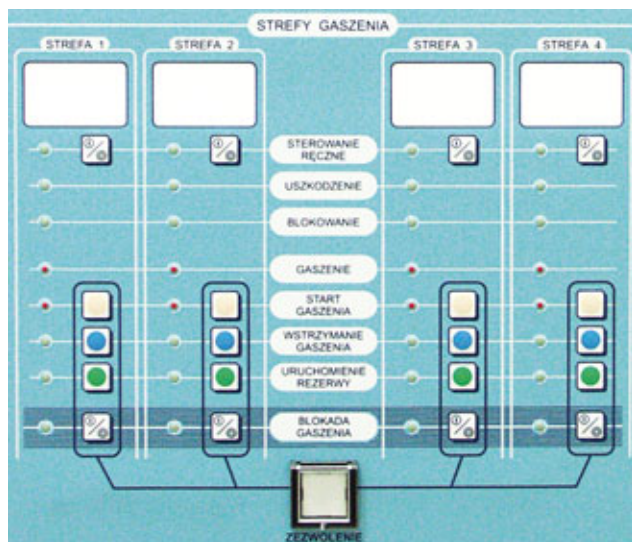 STREFY GASZENIA
STREFA 1
STREFA 2
STREFA 3
STREFA 4
STEROWANIE
RĘCZNE
USZKODZENIE
BLOKOWANIE
GASZENIE
START
GASZENIA
WSTRZYMANIE
GASZENIA
URUCHOMIENIE
REZERWY
BLOKADA
GASZENIA
ZEZWOLENIE